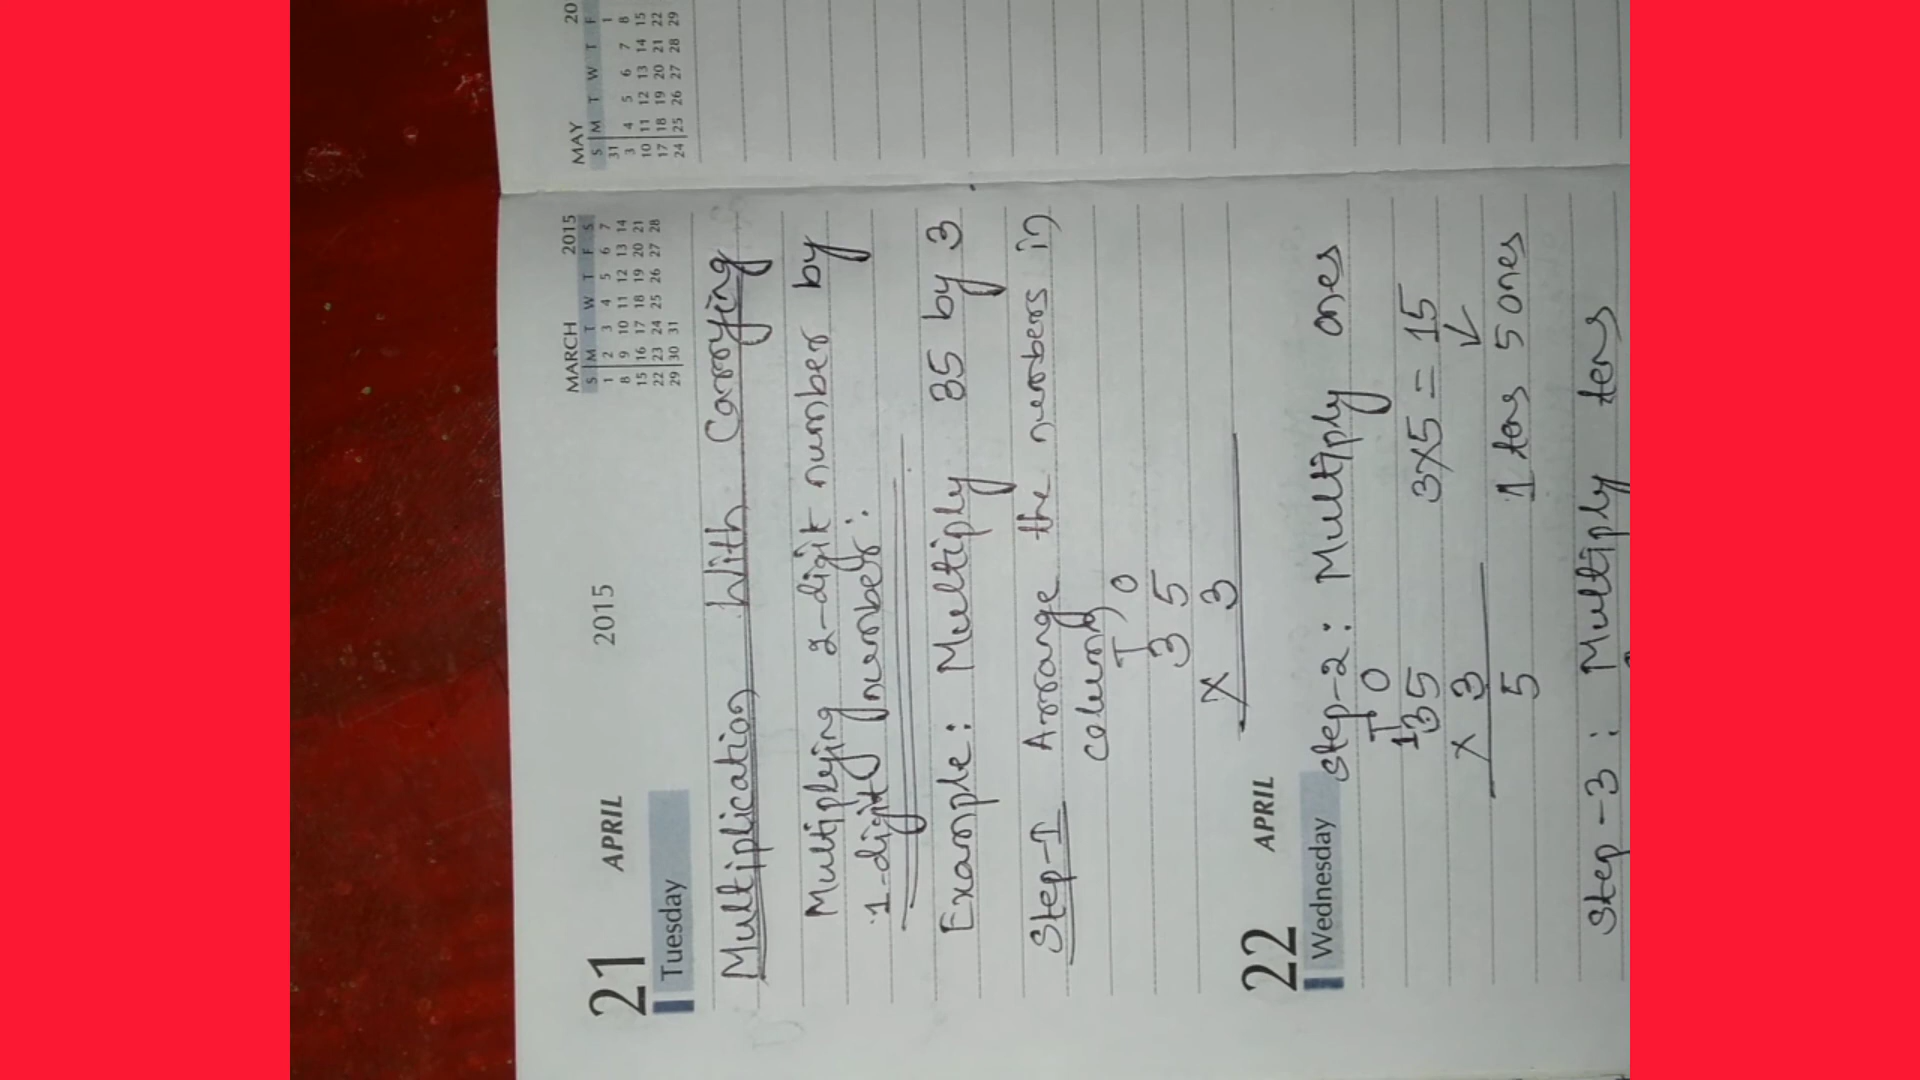 21 APRIL 2015
Tuesday
MARCH 2015
S M T W T F S
1 2 3 4 5 6 7
8 9 10 11 12 13 14
15 16 17 18 19 20 21
22 23 24 25 26 27 28
29 30 31
MAY 20
S M T W T F
31 1
3 4 5 6 7 8
10 11 12 13 14 15
17 18 19 20 21 22
24 25 26 27 28 29
Multiplication With Carrying
Multiplying 2-digit number by
1-digit number:
Example: Multiply 35 by 3
Step-I Arrange the numbers in
column
T O
3 5
X 3
22 APRIL
Wednesday
Step-2: Multiply ones
T O
1 3 5 3X5=15
X 3
5 1 tens 5 ones
Step-3: Multiply tens